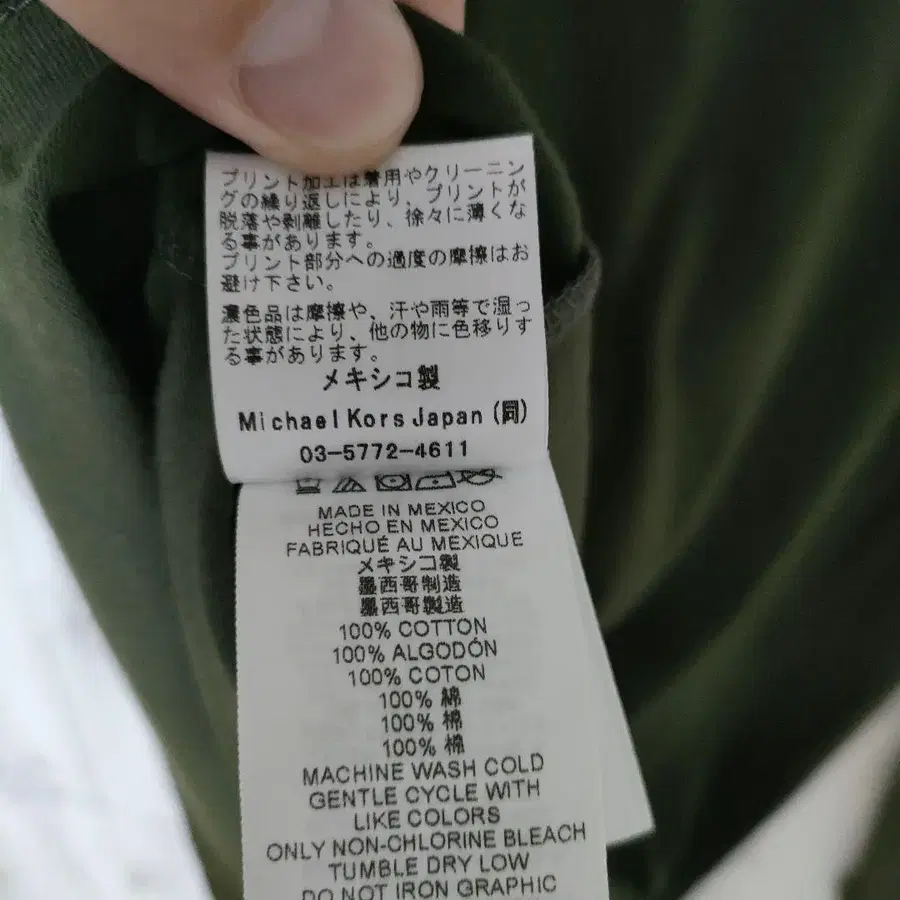 プリント加工は着用やクリーニン
グの繰り返しにより、プリントが
脱落や剥離したり、徐々に薄くな
る事があります。
プリント部分への過度の摩擦はお
避け下さい。
濃色品は摩擦や、汗や雨等で湿っ
た状態により、他の物に色移りす
る事があります。
メキシコ製
Michael Kors Japan (同)
03-5772-4611
MADE IN MEXICO
HECHO EN MEXICO
FABRIQUÉ AU MEXIQUE
メキシコ製
墨西哥制造
墨西哥製造
100% COTTON
100% ALGODÓN
100% COTON
100% 綿
100% 棉
100% 棉
MACHINE WASH COLD
GENTLE CYCLE WITH
LIKE COLORS
ONLY NON-CHLORINE BLEACH
TUMBLE DRY LOW
DO NOT IRON GRAPHIC